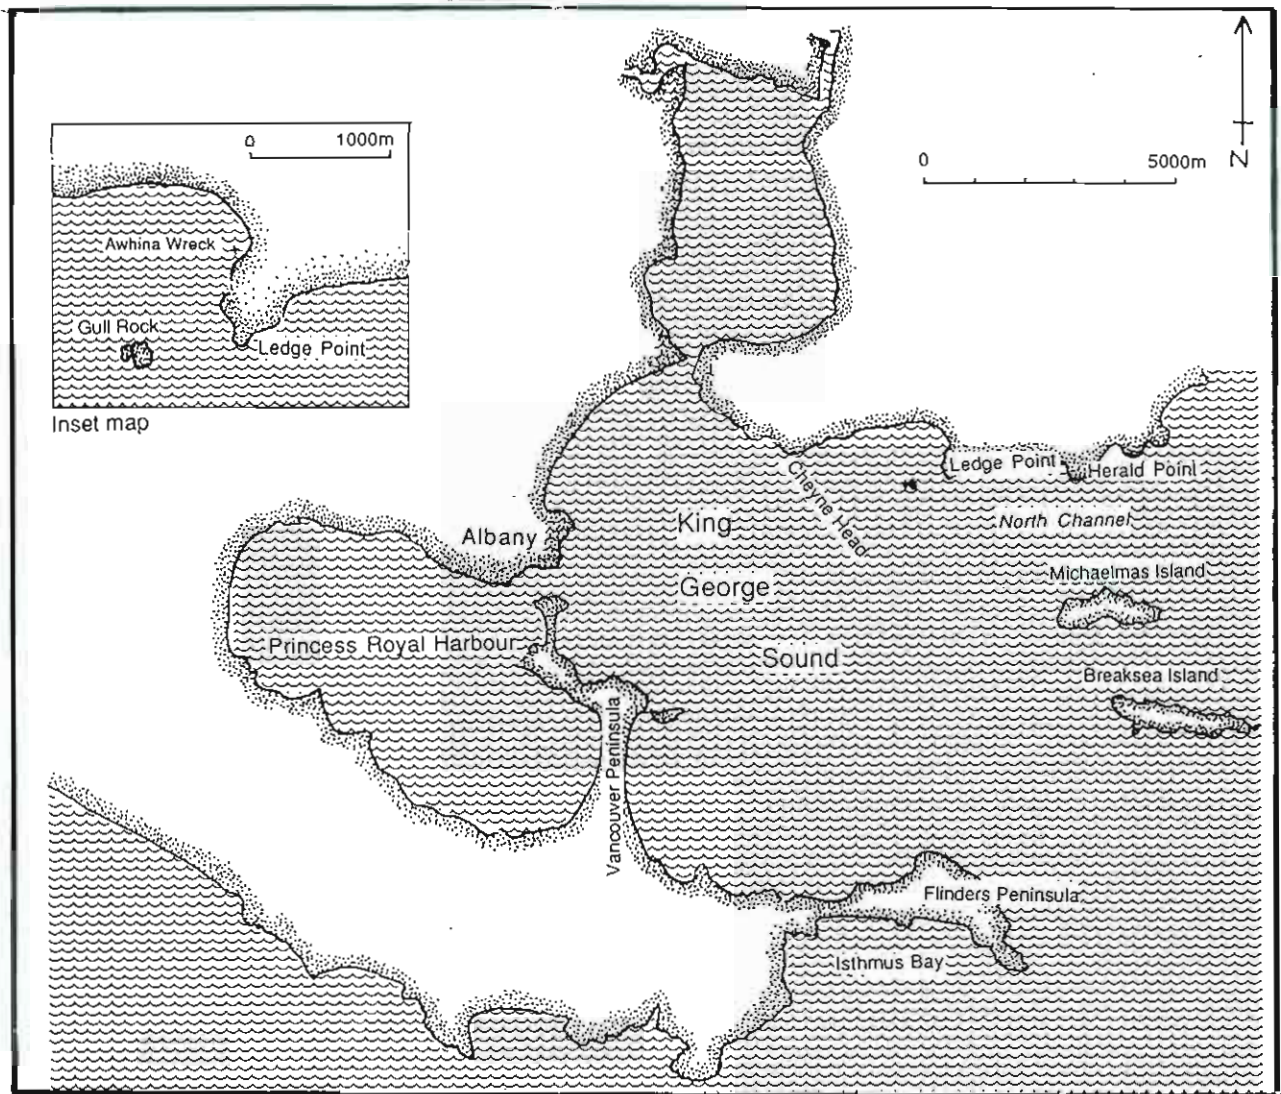 0 1000m
Awhina Wreck
Gull Rock
Ledge Point
Inset map
0 5000m
N
Ledge Point
Herald Point
Cheyne Head
North Channel
King
George
Sound
Albany
Michaelmas Island
Princess Royal Harbour
Breaksea Island
Vancouver Peninsula
Flinders Peninsula
Isthmus Bay